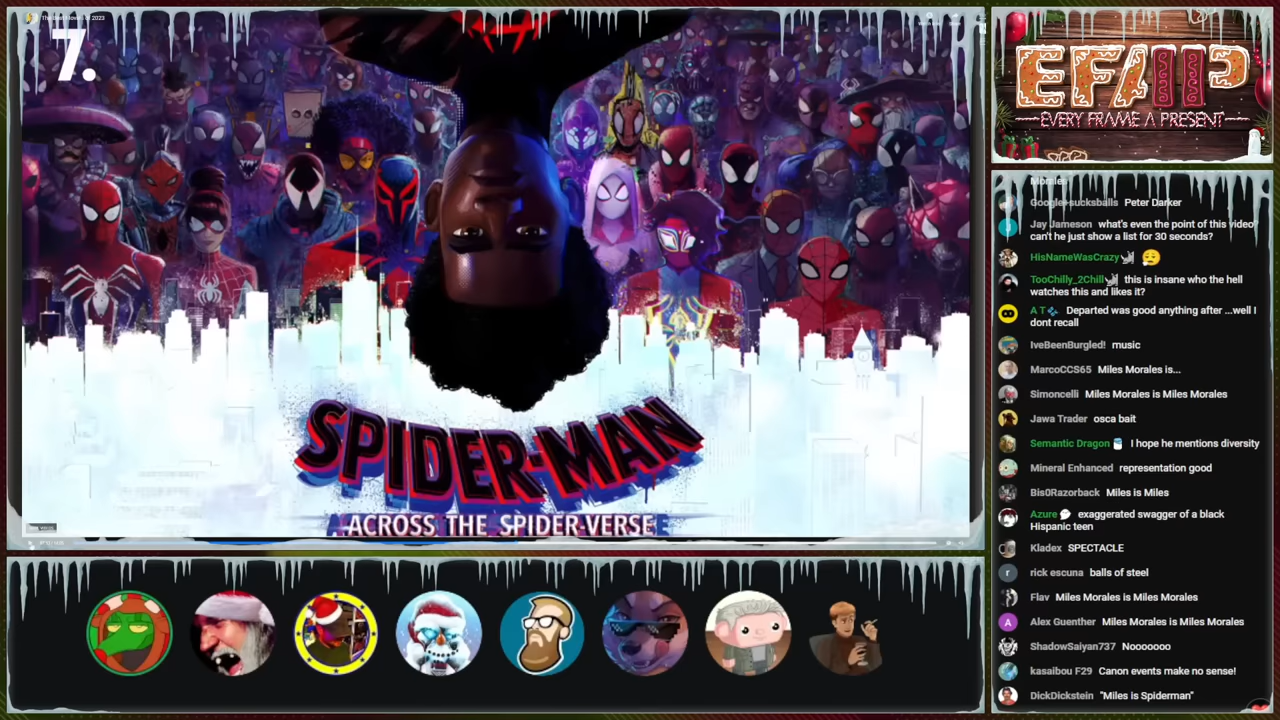 The Best Movies of 2023
7.
SPIDER-MAN
ACROSS THE SPIDER-VERSE
EFAP
EVERY FRAME A PRESENT
Google+sucksballs Peter Darker
Jay Jameson what's even the point of this video
can't he just show a list for 30 seconds?
HisNameWasCrazy
TooChilly_2Chill this is insane who the hell
watches this and likes it?
A T Departed was good anything after ...well I
dont recall
IveBeenBurgled! music
MarcoCCS65 Miles Morales is...
Simoncelli Miles Morales is Miles Morales
Jawa Trader osca bait
Semantic Dragon I hope he mentions diversity
Mineral Enhanced representation good
Bis0Razorback Miles is Miles
Azure exaggerated swagger of a black
Hispanic teen
Kladex SPECTACLE
r rick escuna balls of steel
Flav Miles Morales is Miles Morales
A Alex Guenther Miles Morales is Miles Morales
ShadowSaiyan737 Nooooooo
kasaibou F29 Canon events make no sense!
DickDickstein "Miles is Spiderman"